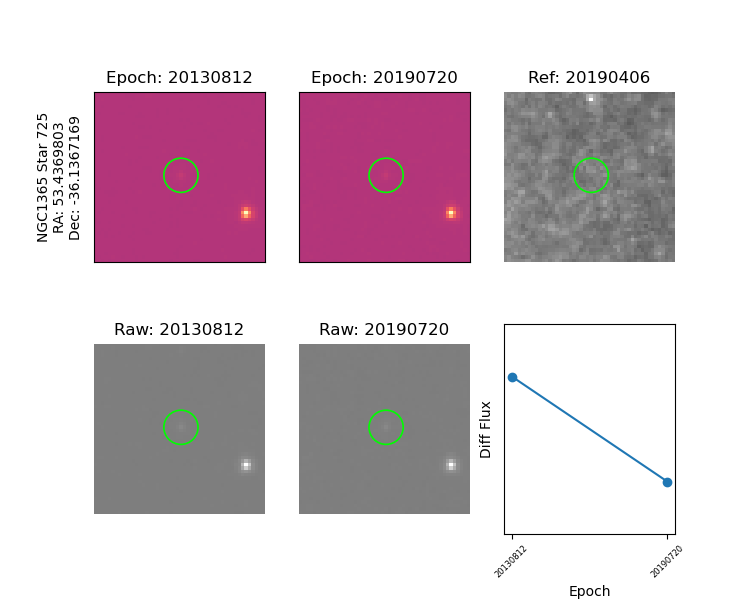 Epoch: 20130812
Epoch: 20190720
Ref: 20190406
NGC1365 Star 725
RA: 53.4369803
Dec: -36.1367169
Raw: 20130812
Raw: 20190720
Diff Flux
20130812
20190720
Epoch